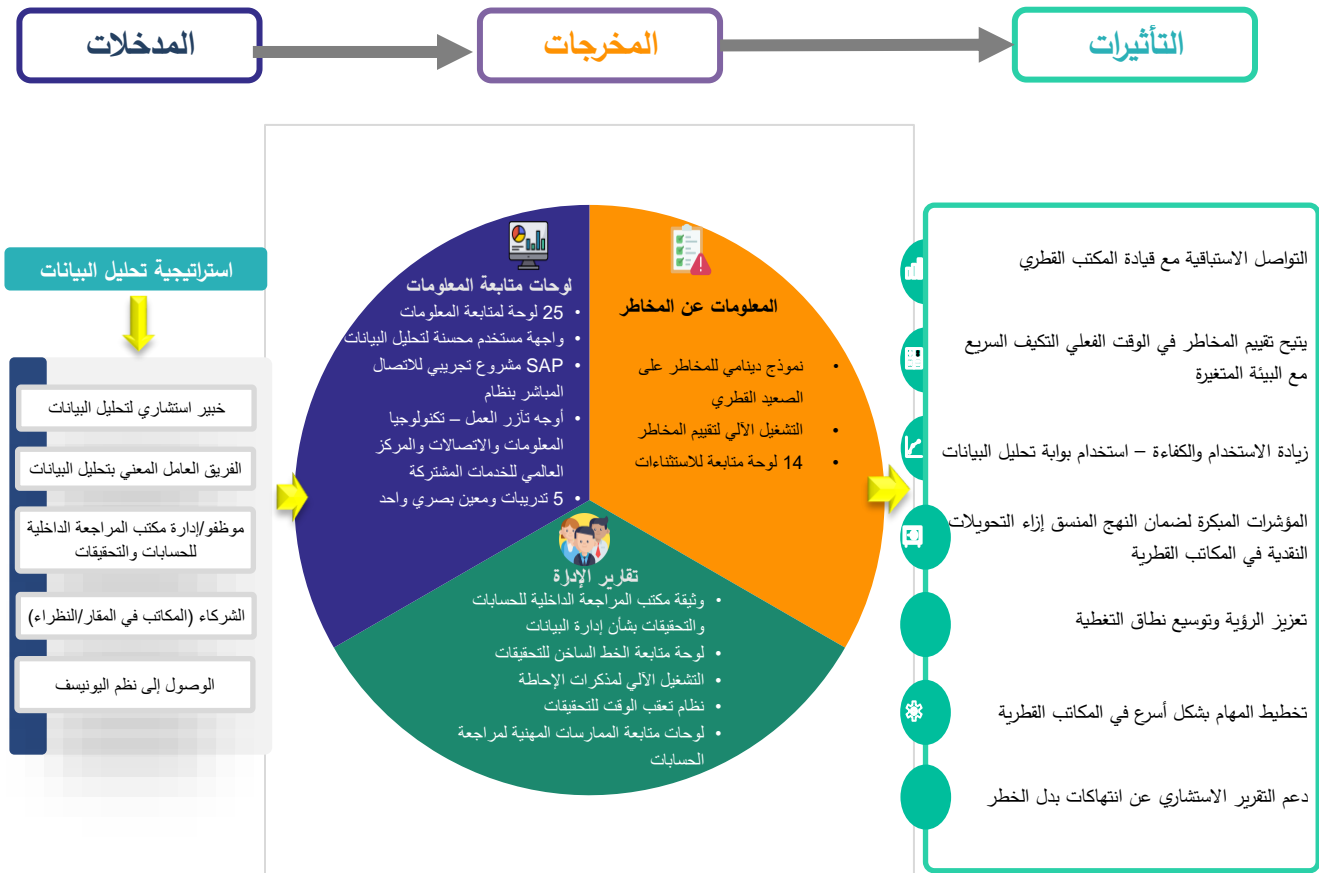 المدخلات
المخرجات
التأثيرات
استراتيجية تحليل البيانات
خبير استشاري لتحليل البيانات
الفريق العامل المعني بتحليل البيانات
موظفو/إدارة مكتب المراجعة الداخلية
للحسابات والتحقيقات
الشركاء (المكاتب في المقار/النظراء)
الوصول إلى نظم اليونيسف
لوحات متابعة المعلومات
• 25 لوحة لمتابعة المعلومات
• واجهة مستخدم محسنة لتحليل البيانات
• SAP مشروع تجريبي للاتصال
المباشر بنظام
• أوجه تآزر العمل – تكنولوجيا
المعلومات والاتصالات والمركز
العالمي للخدمات المشتركة
• 5 تدريبات ومعين بصري واحد
المعلومات عن المخاطر
• نموذج دينامي للمخاطر على
الصعيد القطري
• التشغيل الآلي لتقييم المخاطر
• 14 لوحة متابعة للاستثناءات
تقارير الإدارة
• وثيقة مكتب المراجعة الداخلية للحسابات
والتحقيقات بشأن إدارة البيانات
• لوحة متابعة الخط الساخن للتحقيقات
• التشغيل الآلي لمذكرات الإحاطة
• نظام تعقب الوقت للتحقيقات
• لوحات متابعة الممارسات المهنية لمراجعة
الحسابات
التواصل الاستباقية مع قيادة المكتب القطري
يتيح تقييم المخاطر في الوقت الفعلي التكيف السريع
مع البيئة المتغيرة
زيادة الاستخدام والكفاءة – استخدام بوابة تحليل البيانات
المؤشرات المبكرة لضمان النهج المنسق إزاء التحويلات
النقدية في المكاتب القطرية
تعزيز الرؤية وتوسيع نطاق التغطية
تخطيط المهام بشكل أسرع في المكاتب القطرية
دعم التقرير الاستشاري عن انتهاكات بدل الخطر